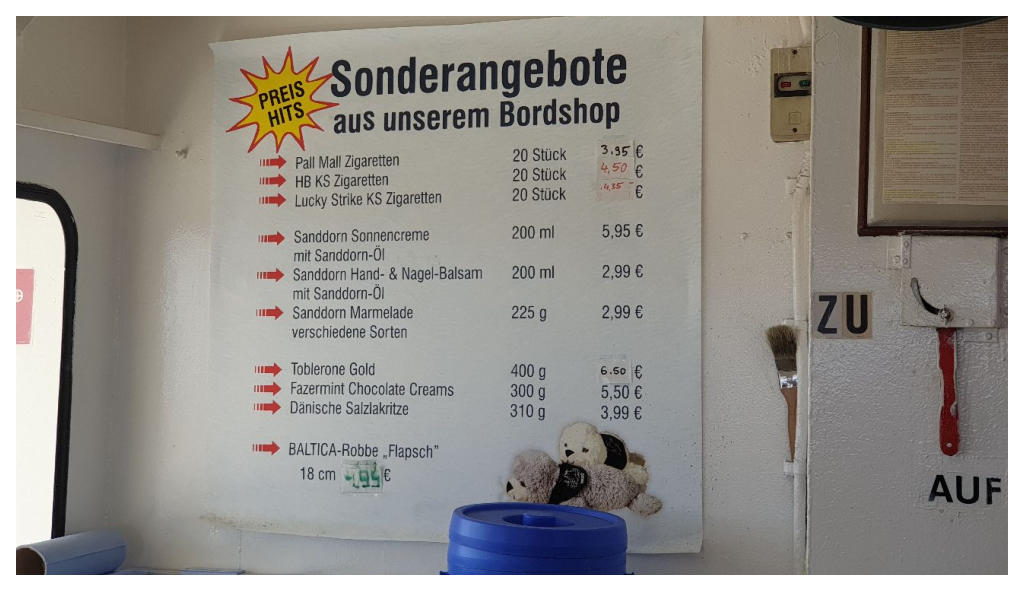 PREIS
HITS
Sonderangebote
aus unserem Bordshop
Pall Mall Zigaretten 20 Stück 3.95 €
HB KS Zigaretten 20 Stück 4,50 €
Lucky Strike KS Zigaretten 20 Stück 4,35 €
Sanddorn Sonnencreme 200 ml 5,95 €
mit Sanddorn-Öl
Sanddorn Hand- & Nagel-Balsam 200 ml 2,99 €
mit Sanddorn-Öl
Sanddorn Marmelade 225 g 2,99 €
verschiedene Sorten
Toblerone Gold 400 g 6.50 €
Fazermint Chocolate Creams 300 g 5,50 €
Dänische Salzlakritze 310 g 3,99 €
BALTICA-Robbe „Flapsch"
18 cm €
ZU
AUF